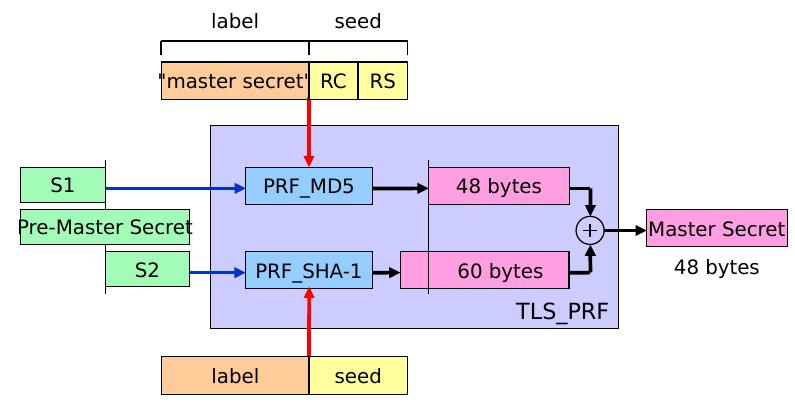 label seed
"master secret" RC RS
S1 PRF_MD5 48 bytes
Pre-Master Secret + Master Secret
S2 PRF_SHA-1 60 bytes 48 bytes
TLS_PRF
label seed